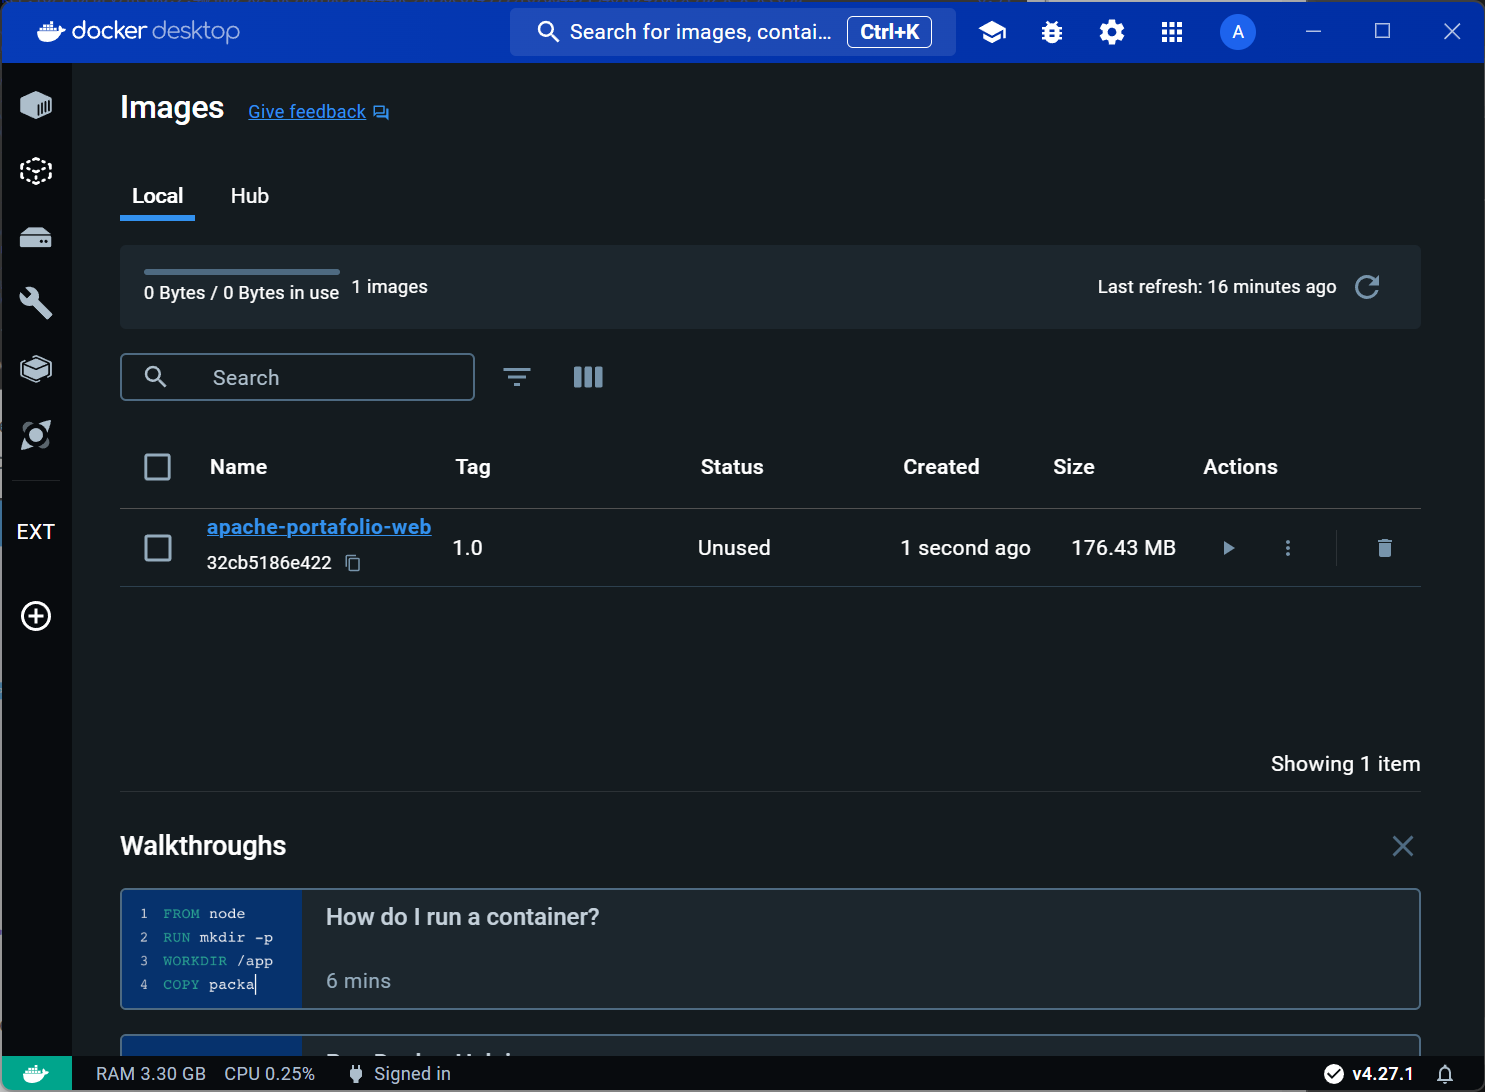 docker desktop
Search for images, contai... Ctrl+K
A
Images Give feedback
Local Hub
0 Bytes / 0 Bytes in use 1 images
Last refresh: 16 minutes ago
Search
Name Tag Status Created Size Actions
apache-portafolio-web
32cb5186e422
1.0 Unused 1 second ago 176.43 MB
EXT
Showing 1 item
Walkthroughs
1 FROM node
2 RUN mkdir -p
3 WORKDIR /app
4 COPY packa
How do I run a container?
6 mins
RAM 3.30 GB CPU 0.25% Signed in
v4.27.1